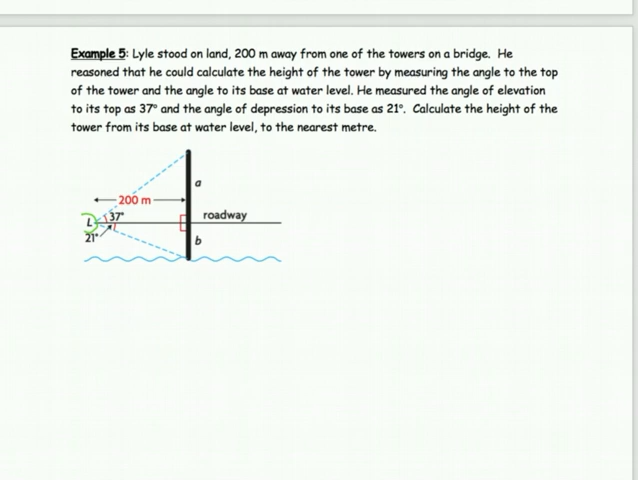 Example 5: Lyle stood on land, 200 m away from one of the towers on a bridge. He
reasoned that he could calculate the height of the tower by measuring the angle to the top
of the tower and the angle to its base at water level. He measured the angle of elevation
to its top as 37° and the angle of depression to its base as 21°. Calculate the height of the
tower from its base at water level, to the nearest metre.
a
200 m
L 37°
roadway
21°
b